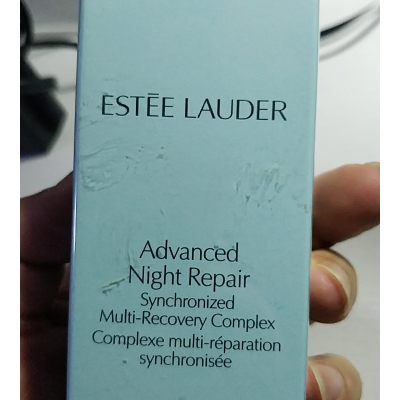 ESTĒE LAUDER
Advanced
Night Repair
Synchronized
Multi-Recovery Complex
Complexe multi-réparation
synchronisée